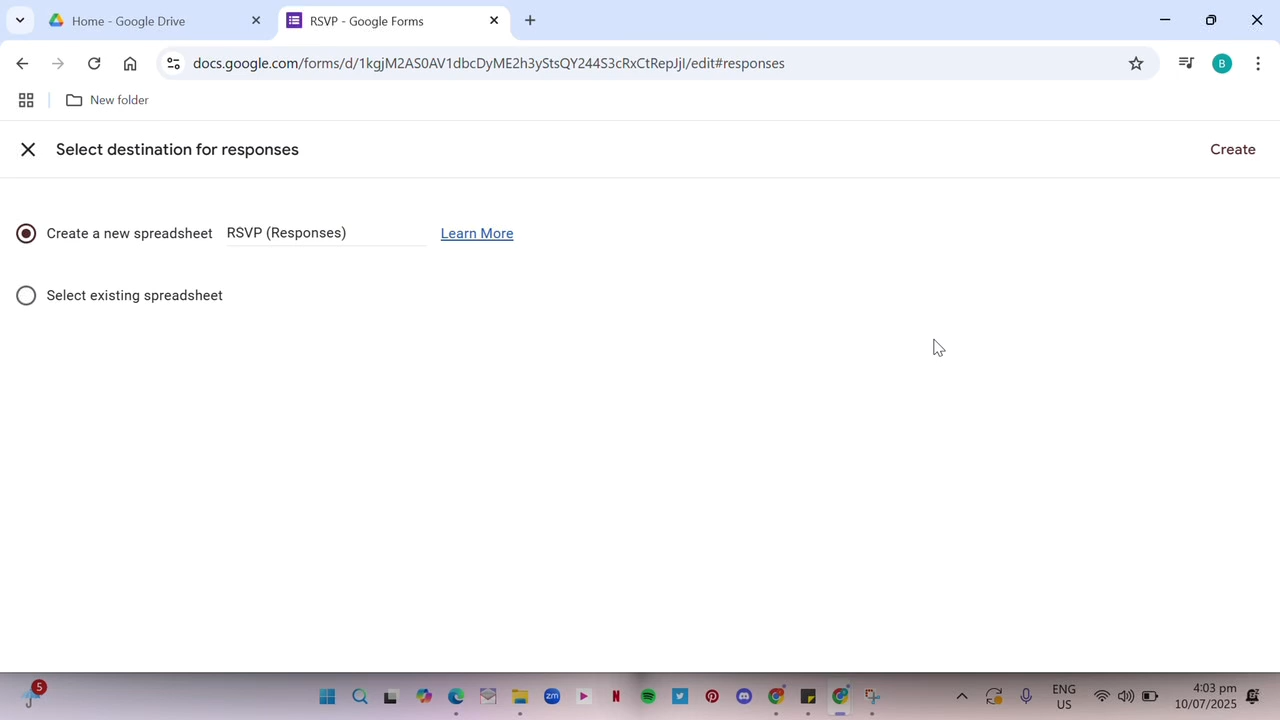 Home - Google Drive
RSVP - Google Forms
docs.google.com/forms/d/1kgjM2AS0AV1dbcDyME2h3yStsQY244S3cRxCtRepJjI/edit#responses
B
New folder
Select destination for responses
Create
Create a new spreadsheet RSVP (Responses) Learn More
Select existing spreadsheet
5
zm
N
ENG
US
4:03 pm
10/07/2025